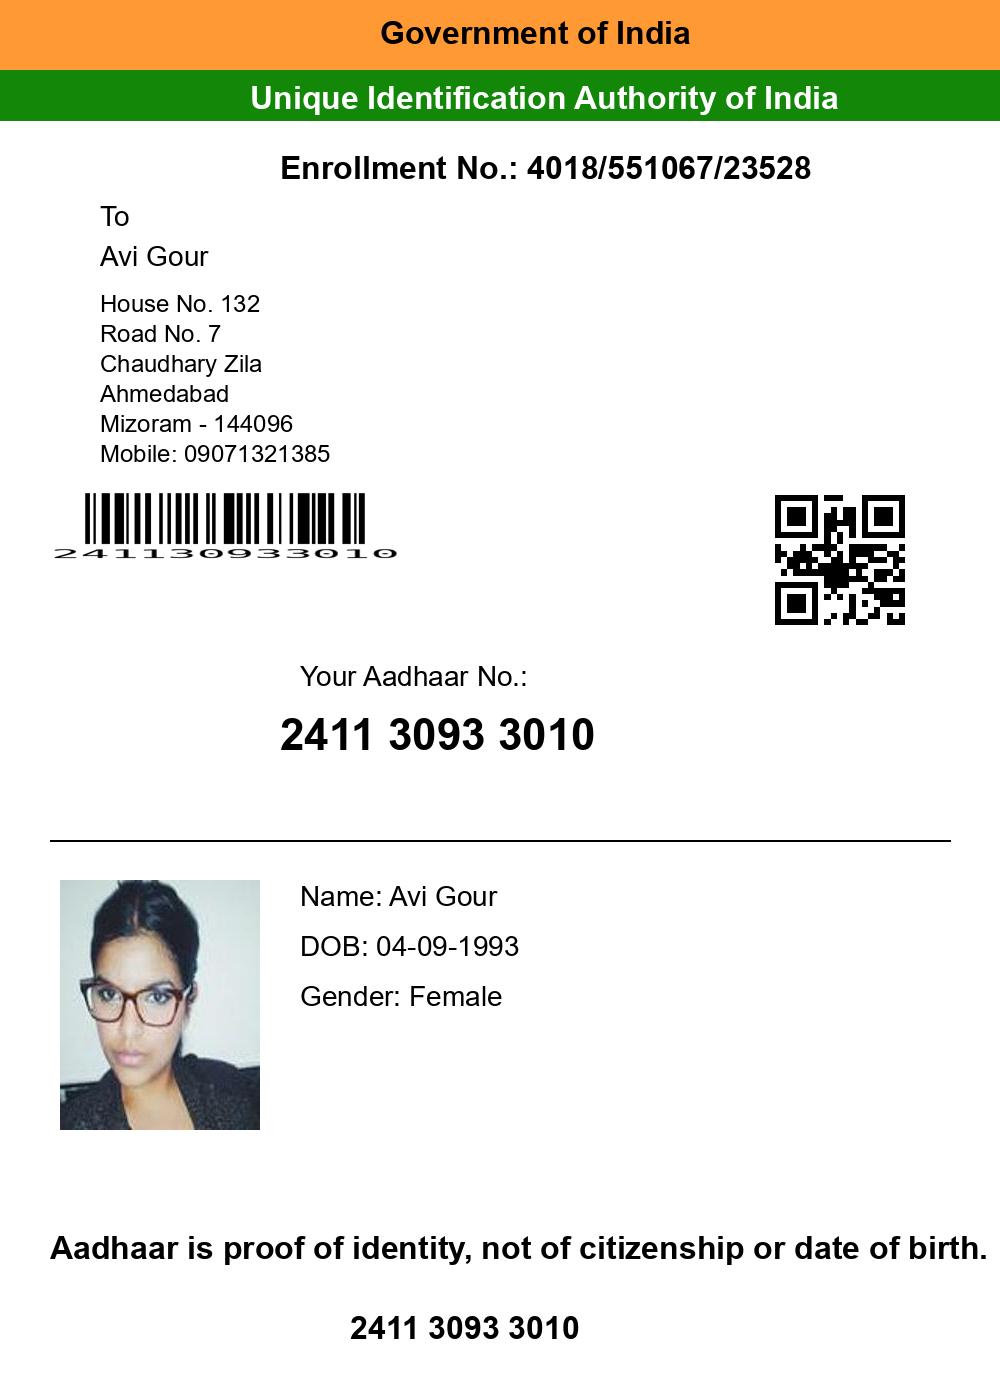 Government of India
Unique Identification Authority of India
Enrollment No.: 4018/551067/23528
To
Avi Gour
House No. 132
Road No. 7
Chaudhary Zila
Ahmedabad
Mizoram - 144096
Mobile: 09071321385
241130933010
Your Aadhaar No.:
2411 3093 3010
Name: Avi Gour
DOB: 04-09-1993
Gender: Female
Aadhaar is proof of identity, not of citizenship or date of birth.
2411 3093 3010